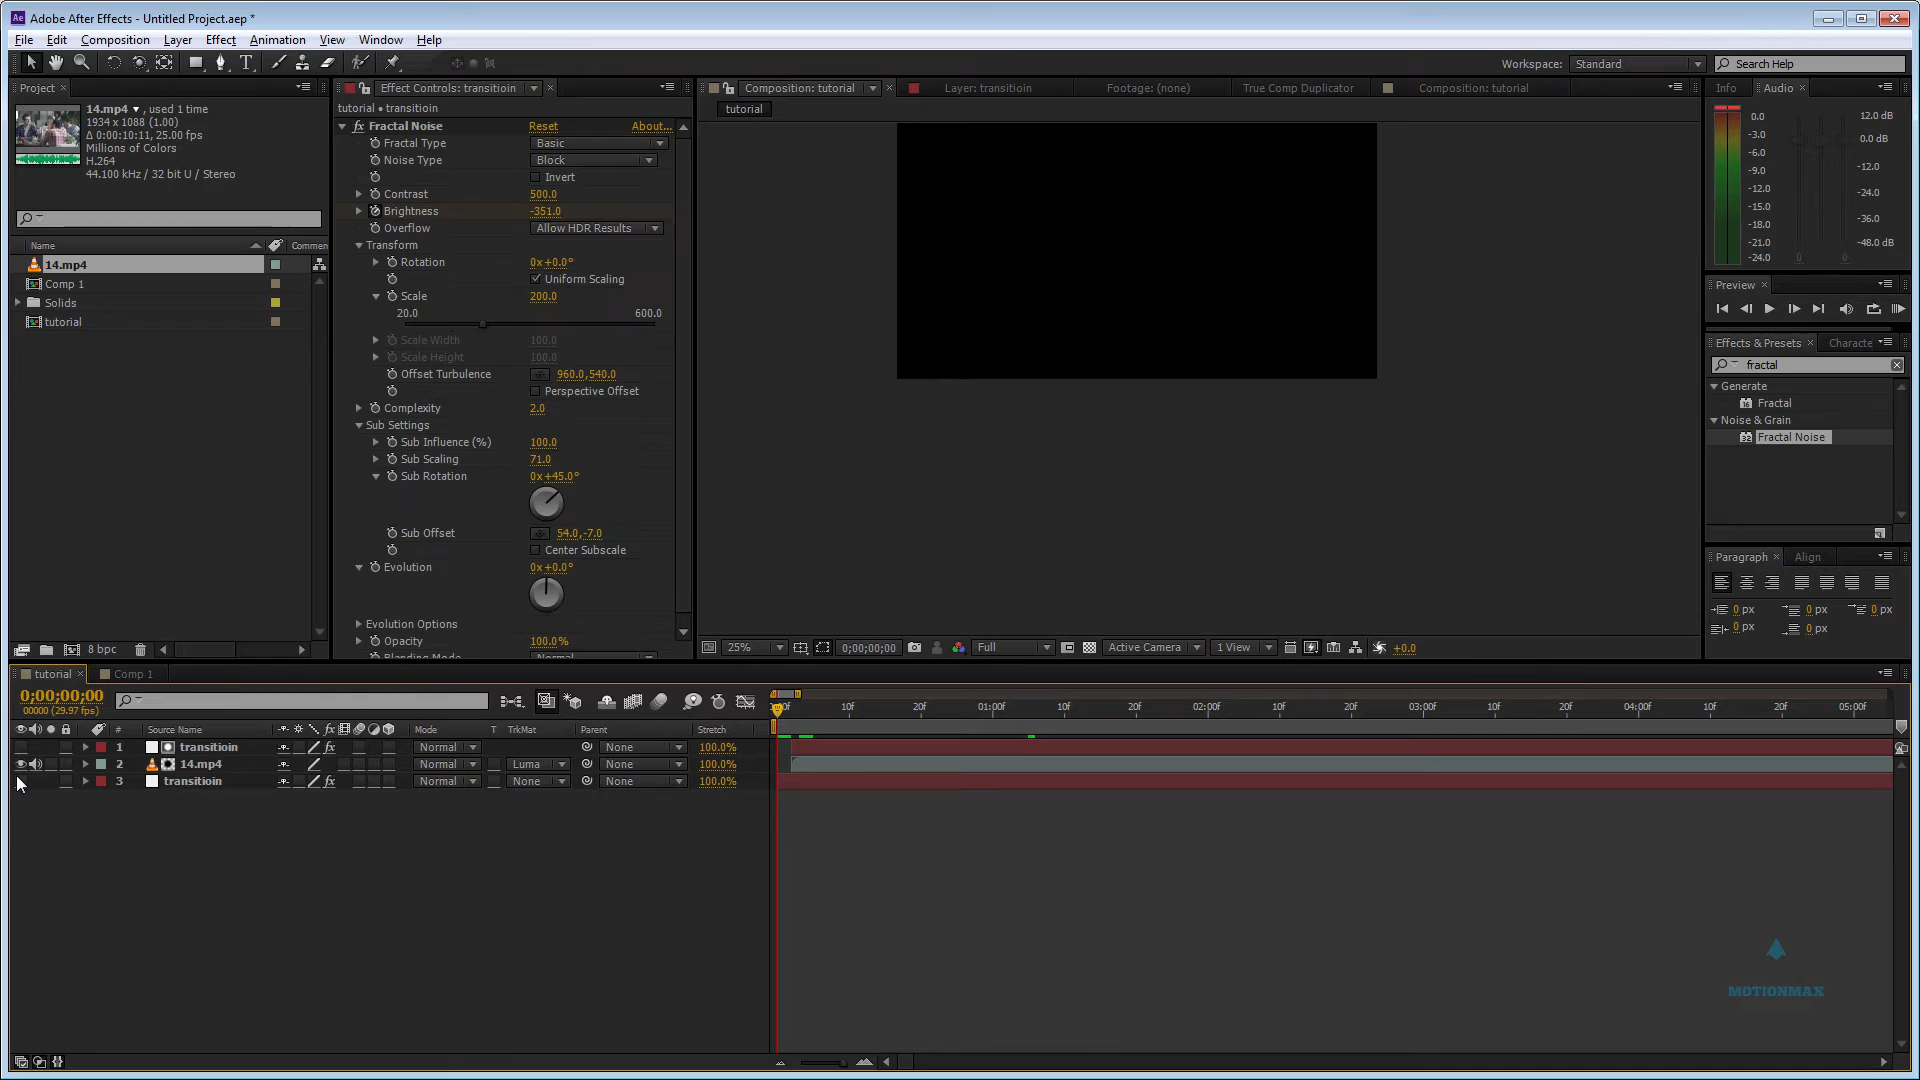 Adobe After Effects - Untitled Project.aep *
File Edit Composition Layer Effect Animation View Window Help
Workspace: Standard Search Help
Project Effect Controls: transitioin Composition: tutorial Layer: transitioin Footage: (none) True Comp Duplicator Composition: tutorial Info Audio
14.mp4 , used 1 time
1934 x 1088 (1.00)
Δ 0:00:10:11, 25.00 fps
Millions of Colors
H.264
44.100 kHz / 32 bit U / Stereo
Name Commen
14.mp4
Comp 1
Solids
tutorial
8 bpc
tutorial • transitioin
fx Fractal Noise Reset About...
Fractal Type Basic
Noise Type Block
Invert
Contrast 500.0
Brightness -351.0
Overflow Allow HDR Results
Transform
Rotation 0x+0.0°
Uniform Scaling
Scale 200.0
20.0 600.0
Scale Width 100.0
Scale Height 100.0
Offset Turbulence 960.0,540.0
Perspective Offset
Complexity 2.0
Sub Settings
Sub Influence (%) 100.0
Sub Scaling 71.0
Sub Rotation 0x+45.0°
Sub Offset 54.0,-7.0
Center Subscale
Evolution 0x+0.0°
Evolution Options
Opacity 100.0%
Blending Mode Normal
tutorial
25% 0;00;00;00 Full Active Camera 1 View +0.0
0.0 12.0 dB
-3.0 0.0 dB
-6.0
-9.0 -12.0
-12.0
-15.0 -24.0
-18.0 -36.0
-21.0 -48.0 dB
-24.0 0 0
Preview
Effects & Presets Characte
fractal
Generate
Fractal
Noise & Grain
Fractal Noise
Paragraph Align
0 px 0 px 0 px
0 px 0 px
tutorial Comp 1
0;00;00;00
00000 (29.97 fps)
10f 20f 01:00f 10f 20f 02:00f 10f 20f 03:00f 10f 20f 04:00f 10f 20f 05:00f
# Source Name fx Mode T TrkMat Parent Stretch
1 transitioin fx Normal None 100.0%
2 14.mp4 Normal Luma None 100.0%
3 transitioin fx Normal None None 100.0%
MOTIONMAX